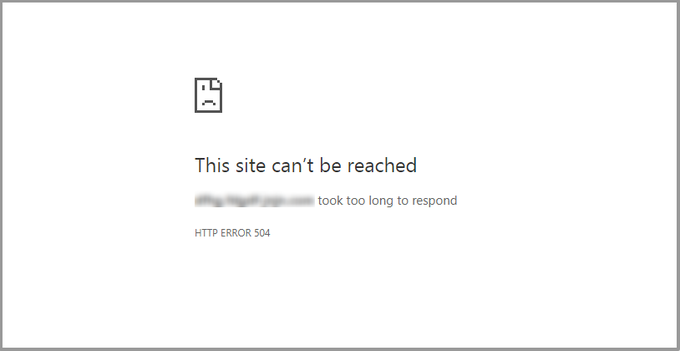 This site can’t be reached
took too long to respond
HTTP ERROR 504